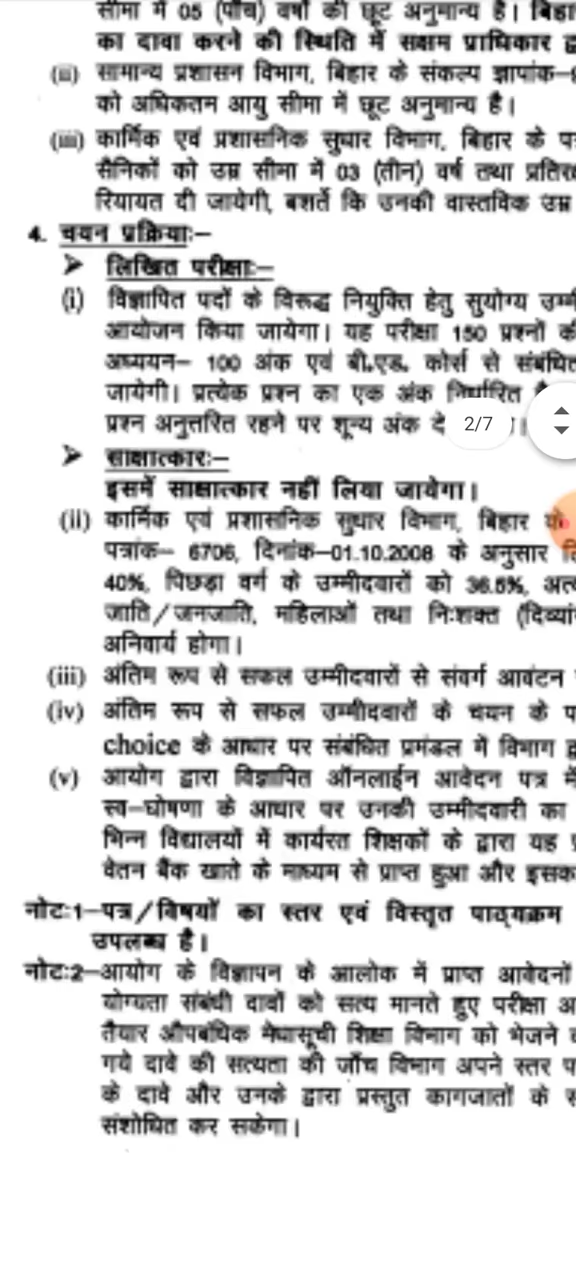 सीमा में 05 (पाँच) वर्षों की छूट अनुमान्य है। बिहा
का दावा करने की स्थिति में सक्षम प्राधिकार द्व
(ii) सामान्य प्रशासन विभाग, बिहार के संकल्प ज्ञापांक–
को अधिकतम आयु सीमा में छूट अनुमान्य है।
(iii) कार्मिक एवं प्रशासनिक सुधार विभाग, बिहार के प
सैनिकों को उम्र सीमा में 03 (तीन) वर्ष तथा प्रतिर
रियायत दी जायेगी, बशर्ते कि उनकी वास्तविक उम्र
4. चयन प्रक्रियाः–
➤ लिखित परीक्षाः–
(i) विज्ञापित पदों के विरूद्ध नियुक्ति हेतु सुयोग्य उम्मी
आयोजन किया जायेगा। यह परीक्षा 150 प्रश्नों की
अध्ययन– 100 अंक एवं बी.एड. कोर्स से संबंधित
जायेगी। प्रत्येक प्रश्न का एक अंक निर्धारित
प्रश्न अनुत्तरित रहने पर शून्य अंक दे
2/7
➤ साक्षात्कारः–
इसमें साक्षात्कार नहीं लिया जायेगा।
(ii) कार्मिक एवं प्रशासनिक सुधार विभाग, बिहार के
पत्रांक– 6706, दिनांक–01.10.2008 के अनुसार
40%, पिछड़ा वर्ग के उम्मीदवारों को 36.5%, अत्य
जाति/जनजाति, महिलाओं तथा निःशक्त (दिव्यां
अनिवार्य होगा।
(iii) अंतिम रूप से सफल उम्मीदवारों से संवर्ग आवंटन
(iv) अंतिम रूप से सफल उम्मीदवारों के चयन के प
choice के आधार पर संबंधित प्रमंडल में विभाग द्व
(v) आयोग द्वारा विज्ञापित ऑनलाईन आवेदन पत्र में
स्व–घोषणा के आधार पर उनकी उम्मीदवारी का
भिन्न विद्यालयों में कार्यरत शिक्षकों के द्वारा यह
वेतन बैंक खाते के माध्यम से प्राप्त हुआ और इसक
नोटः1–पत्र/विषयों का स्तर एवं विस्तृत पाठ्यक्रम
उपलब्ध है।
नोटः2–आयोग के विज्ञापन के आलोक में प्राप्त आवेदनों
योग्यता संबंधी दावों को सत्य मानते हुए परीक्षा अ
तैयार औपबंधिक मेधासूची शिक्षा विभाग को भेजने
गये दावे की सत्यता की जाँच विभाग अपने स्तर प
के दावे और उनके द्वारा प्रस्तुत कागजातों के स
संशोधित कर सकेगा।